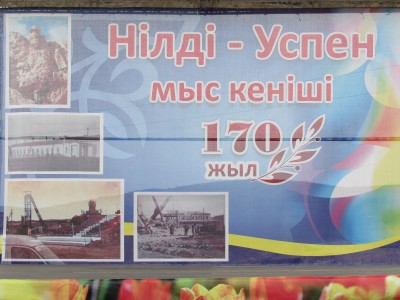 Нілді - Успен
мыс кеніші
170
жыл